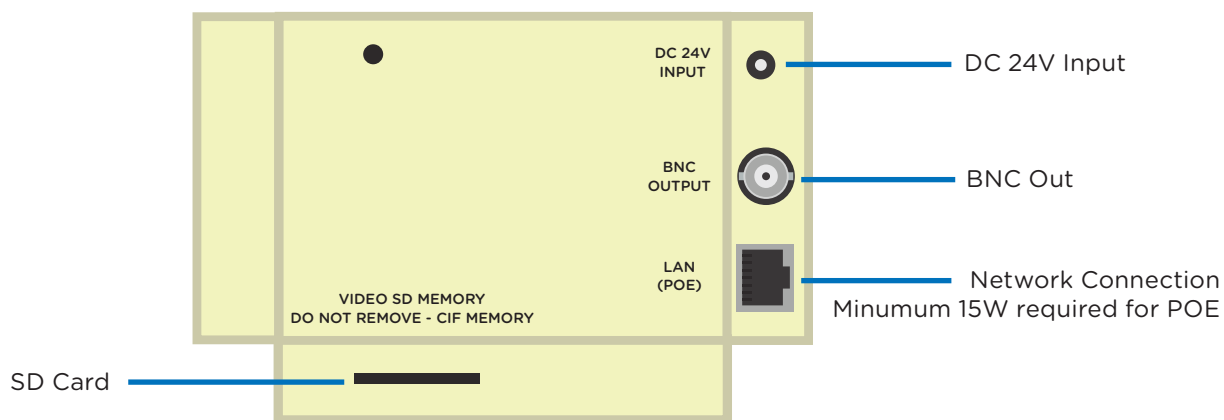 DC 24V
INPUT
DC 24V Input
BNC
OUTPUT
BNC Out
LAN
(POE)
Network Connection
Minumum 15W required for POE
VIDEO SD MEMORY
DO NOT REMOVE - CIF MEMORY
SD Card